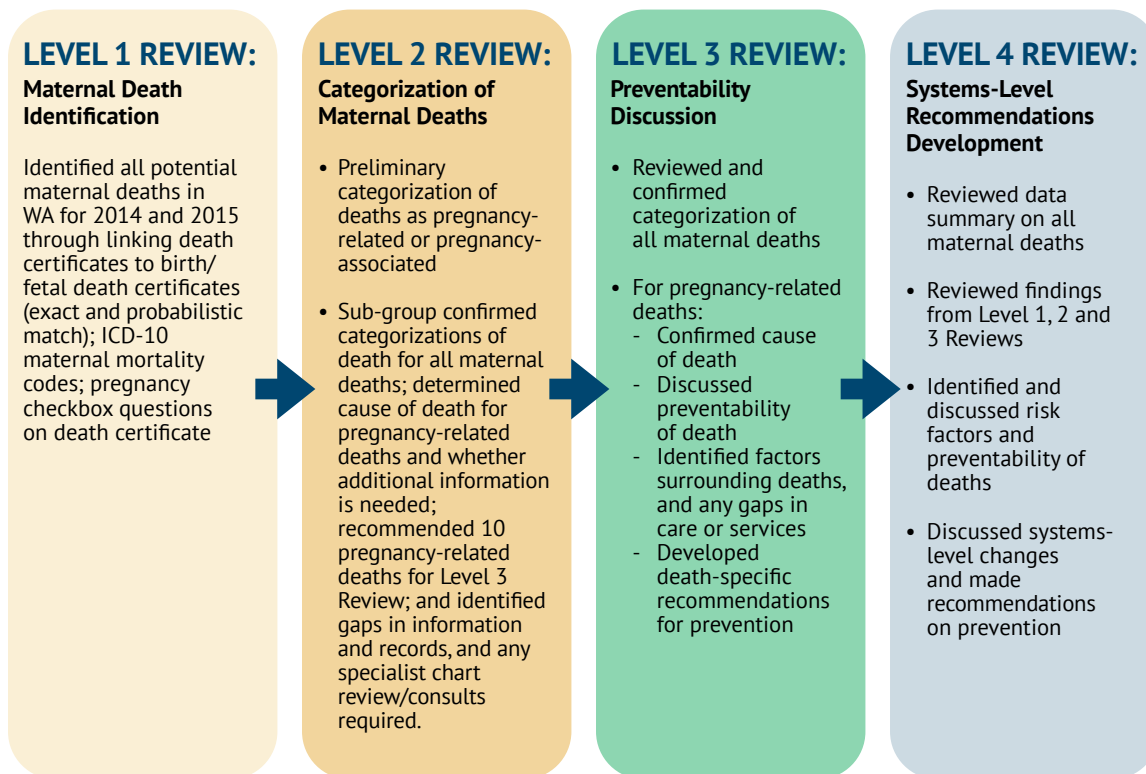 LEVEL 1 REVIEW:
Maternal Death
Identification
Identified all potential
maternal deaths in
WA for 2014 and 2015
through linking death
certificates to birth/
fetal death certificates
(exact and probabilistic
match); ICD-10
maternal mortality
codes; pregnancy
checkbox questions
on death certificate
LEVEL 2 REVIEW:
Categorization of
Maternal Deaths
• Preliminary
categorization of
deaths as pregnancy-
related or pregnancy-
associated
• Sub-group confirmed
categorizations of
death for all maternal
deaths; determined
cause of death for
pregnancy-related
deaths and whether
additional information
is needed;
recommended 10
pregnancy-related
deaths for Level 3
Review; and identified
gaps in information
and records, and any
specialist chart
review/consults
required.
LEVEL 3 REVIEW:
Preventability
Discussion
• Reviewed and
confirmed
categorization of
all maternal deaths
• For pregnancy-related
deaths:
- Confirmed cause
of death
- Discussed
preventability
of death
- Identified factors
surrounding deaths,
and any gaps in
care or services
- Developed
death-specific
recommendations
for prevention
LEVEL 4 REVIEW:
Systems-Level
Recommendations
Development
• Reviewed data
summary on all
maternal deaths
• Reviewed findings
from Level 1, 2 and
3 Reviews
• Identified and
discussed risk
factors and
preventability of
deaths
• Discussed systems-
level changes
and made
recommendations
on prevention